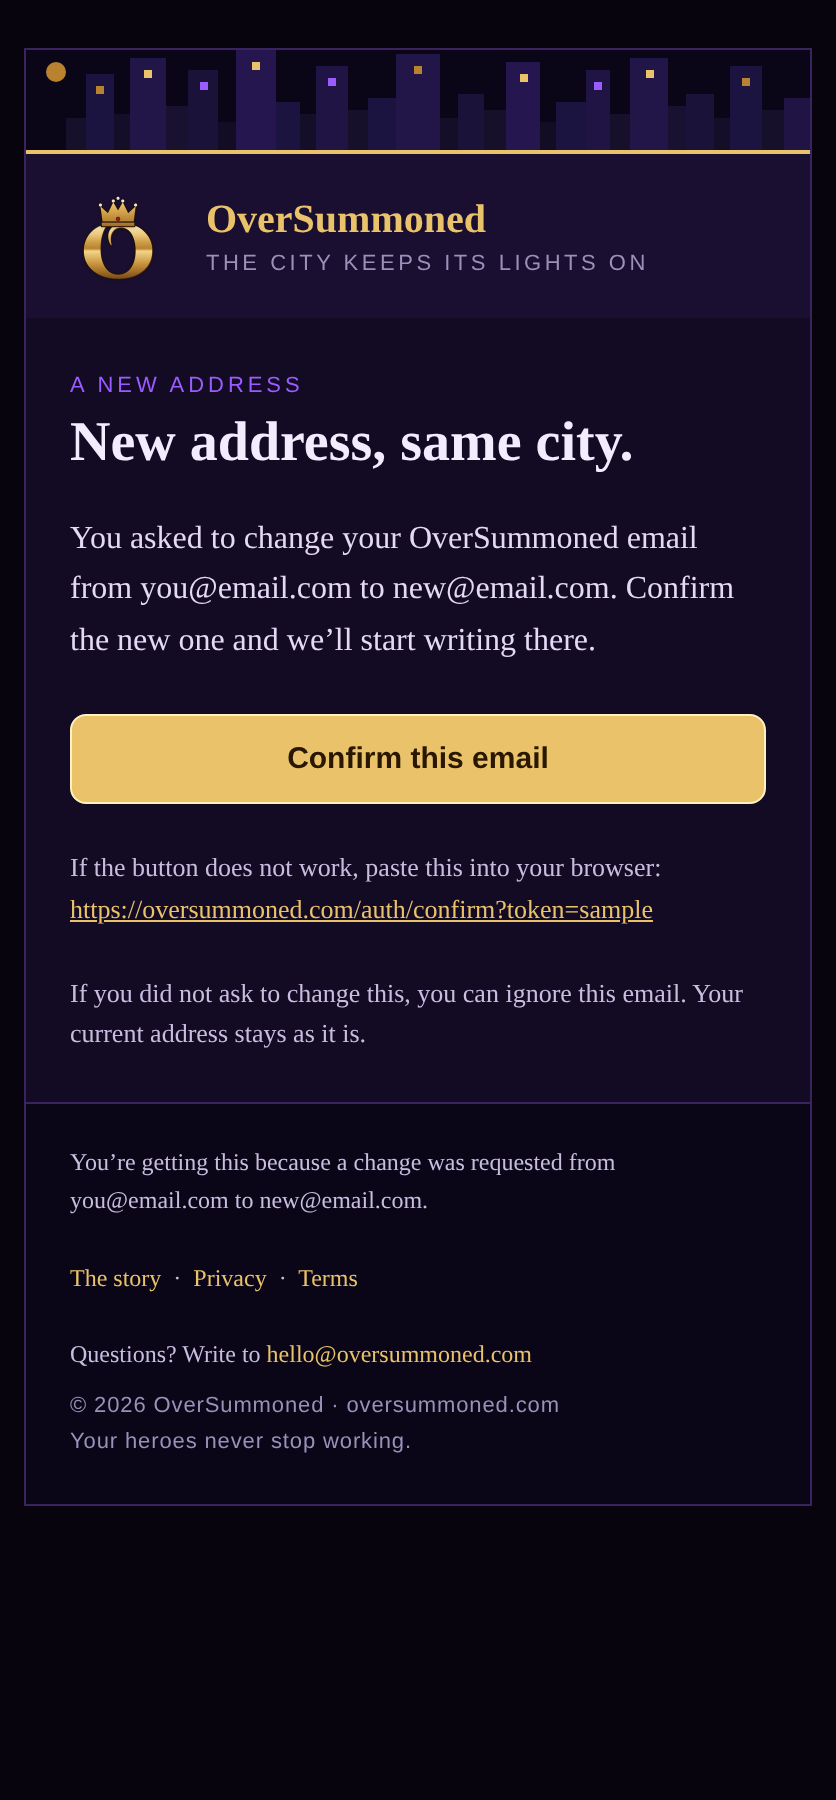 OverSummoned
THE CITY KEEPS ITS LIGHTS ON
A NEW ADDRESS
New address, same city.
You asked to change your OverSummoned email
from you@email.com to new@email.com. Confirm
the new one and we’ll start writing there.
Confirm this email
If the button does not work, paste this into your browser:
https://oversummoned.com/auth/confirm?token=sample
If you did not ask to change this, you can ignore this email. Your
current address stays as it is.
You’re getting this because a change was requested from
you@email.com to new@email.com.
The story · Privacy · Terms
Questions? Write to hello@oversummoned.com
© 2026 OverSummoned · oversummoned.com
Your heroes never stop working.